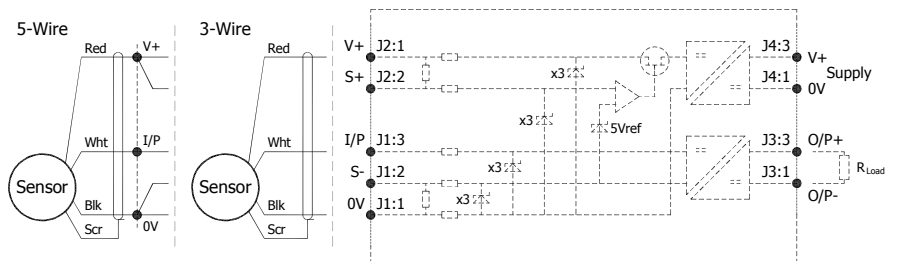 5-Wire
Red
V+
Wht
I/P
Sensor
Blk
Scr
0V
3-Wire
Red
Wht
Sensor
Blk
Scr
V+ J2:1
S+ J2:2
I/P J1:3
S- J1:2
0V J1:1
x3
x3
x3
x3
5Vref
J4:3 V+
Supply
J4:1 0V
J3:3 O/P+
RLoad
J3:1 O/P-